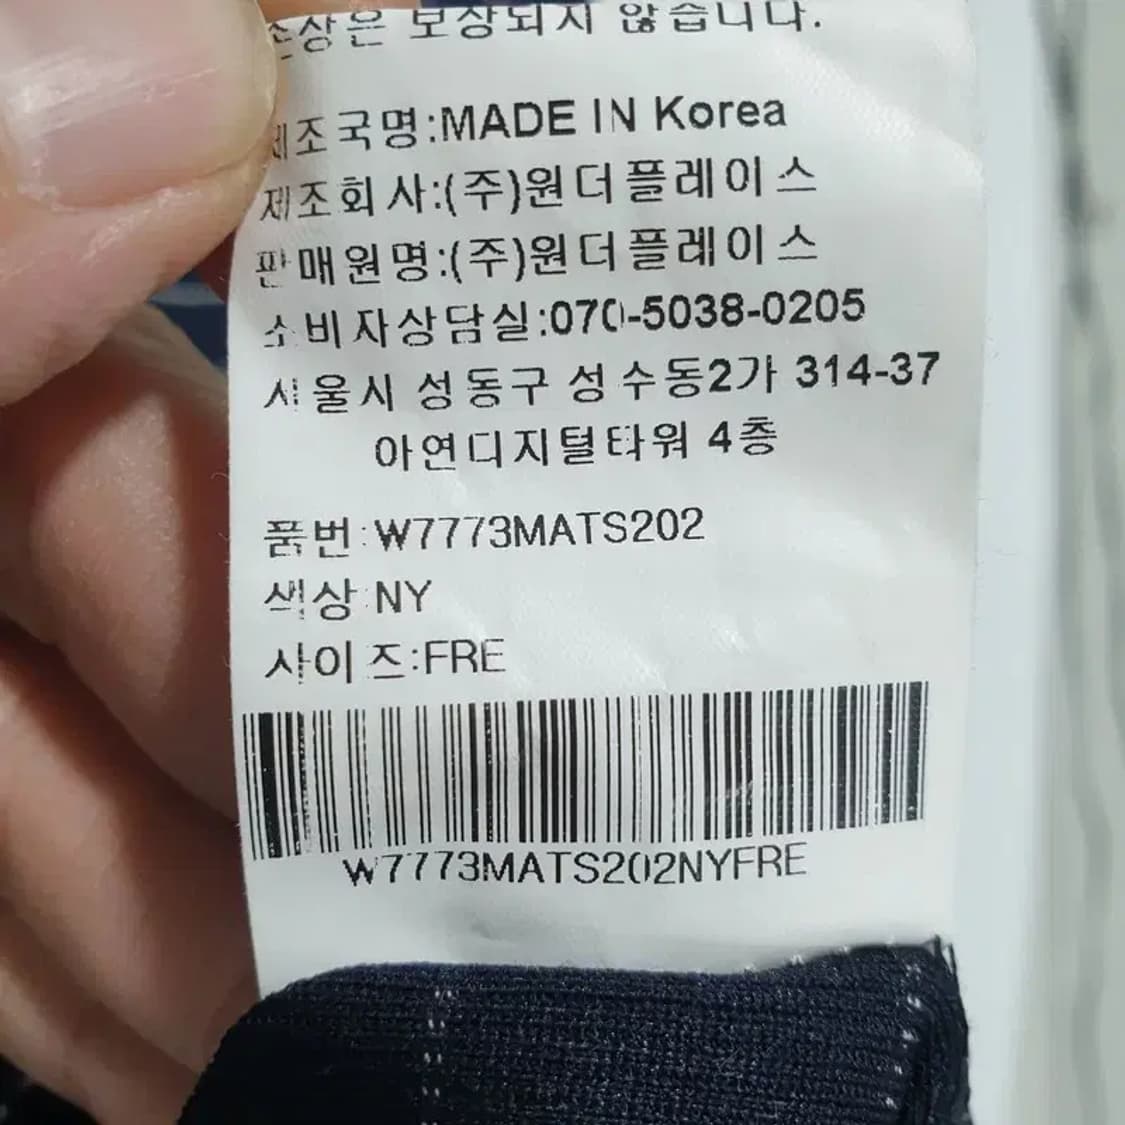 손상은 보상되지 않습니다.
제조국명:MADE IN Korea
제조회사:(주)원더플레이스
판매원명:(주)원더플레이스
소비자상담실:070-5038-0205
서울시 성동구 성수동2가 314-37
아연디지털타워 4층
품번:W7773MATS202
색상:NY
사이즈:FRE
W7773MATS202NYFRE